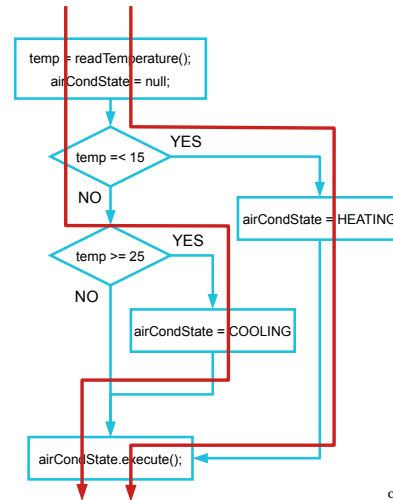 temp = readTemperature();
airCondState = null;
YES
temp =< 15
NO
airCondState = HEATING
YES
temp >= 25
NO
airCondState = COOLING
airCondState.execute();